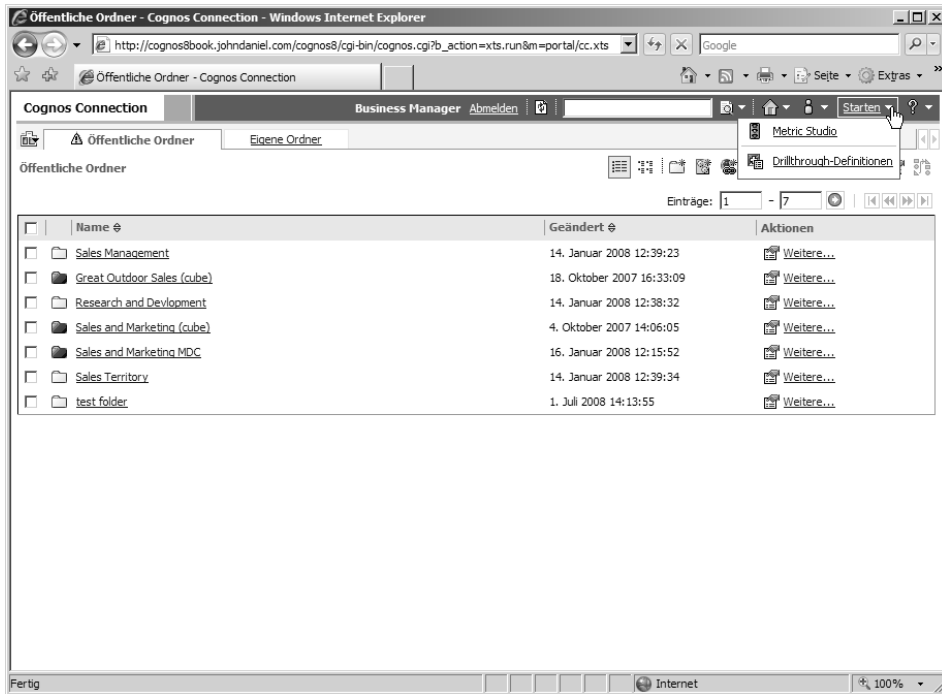 Öffentliche Ordner - Cognos Connection - Windows Internet Explorer
http://cognos8book.johndaniel.com/cognos8/cgi-bin/cognos.cgi?b_action=xts.run&m=portal/cc.xts
Google
Öffentliche Ordner - Cognos Connection
Seite
Extras
»
Cognos Connection
Business Manager Abmelden
Starten
?
Öffentliche Ordner
Eigene Ordner
Metric Studio
Drillthrough-Definitionen
Öffentliche Ordner
Einträge: 1 - 7
Name Geändert Aktionen
Sales Management 14. Januar 2008 12:39:23 Weitere...
Great Outdoor Sales (cube) 18. Oktober 2007 16:33:09 Weitere...
Research and Devlopment 14. Januar 2008 12:38:32 Weitere...
Sales and Marketing (cube) 4. Oktober 2007 14:06:05 Weitere...
Sales and Marketing MDC 16. Januar 2008 12:15:52 Weitere...
Sales Territory 14. Januar 2008 12:39:34 Weitere...
test folder 1. Juli 2008 14:13:55 Weitere...
Fertig Internet 100%